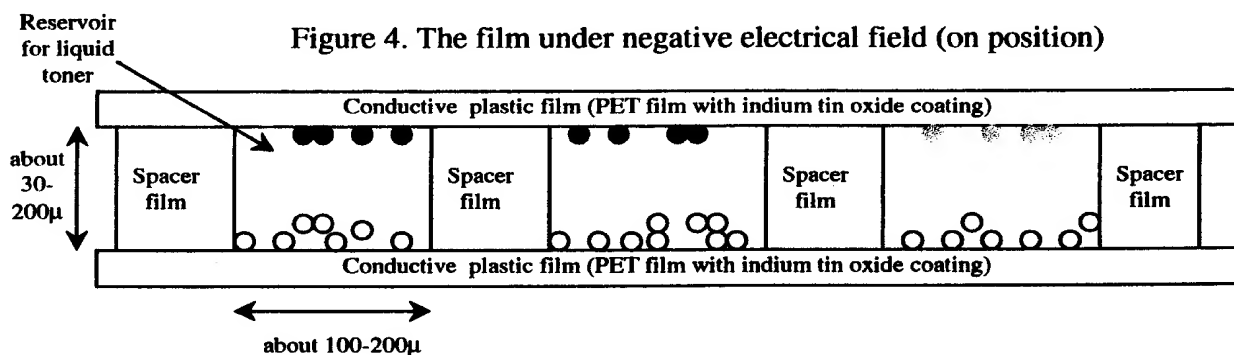 Reservoir
for liquid
toner
Figure 4. The film under negative electrical field (on position)
Conductive plastic film (PET film with indium tin oxide coating)
about
30-
200μ
Spacer
film
Spacer
film
Spacer
film
Spacer
film
Conductive plastic film (PET film with indium tin oxide coating)
about 100-200μ